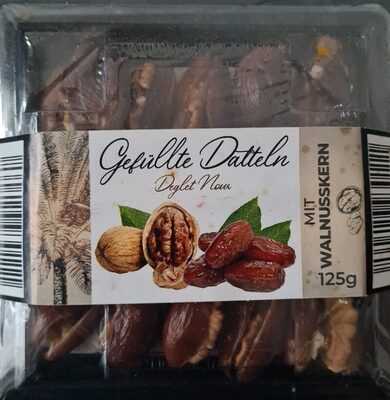 Gefüllte Datteln
Deglet Nour
MIT
WALNUSSKERN
125g